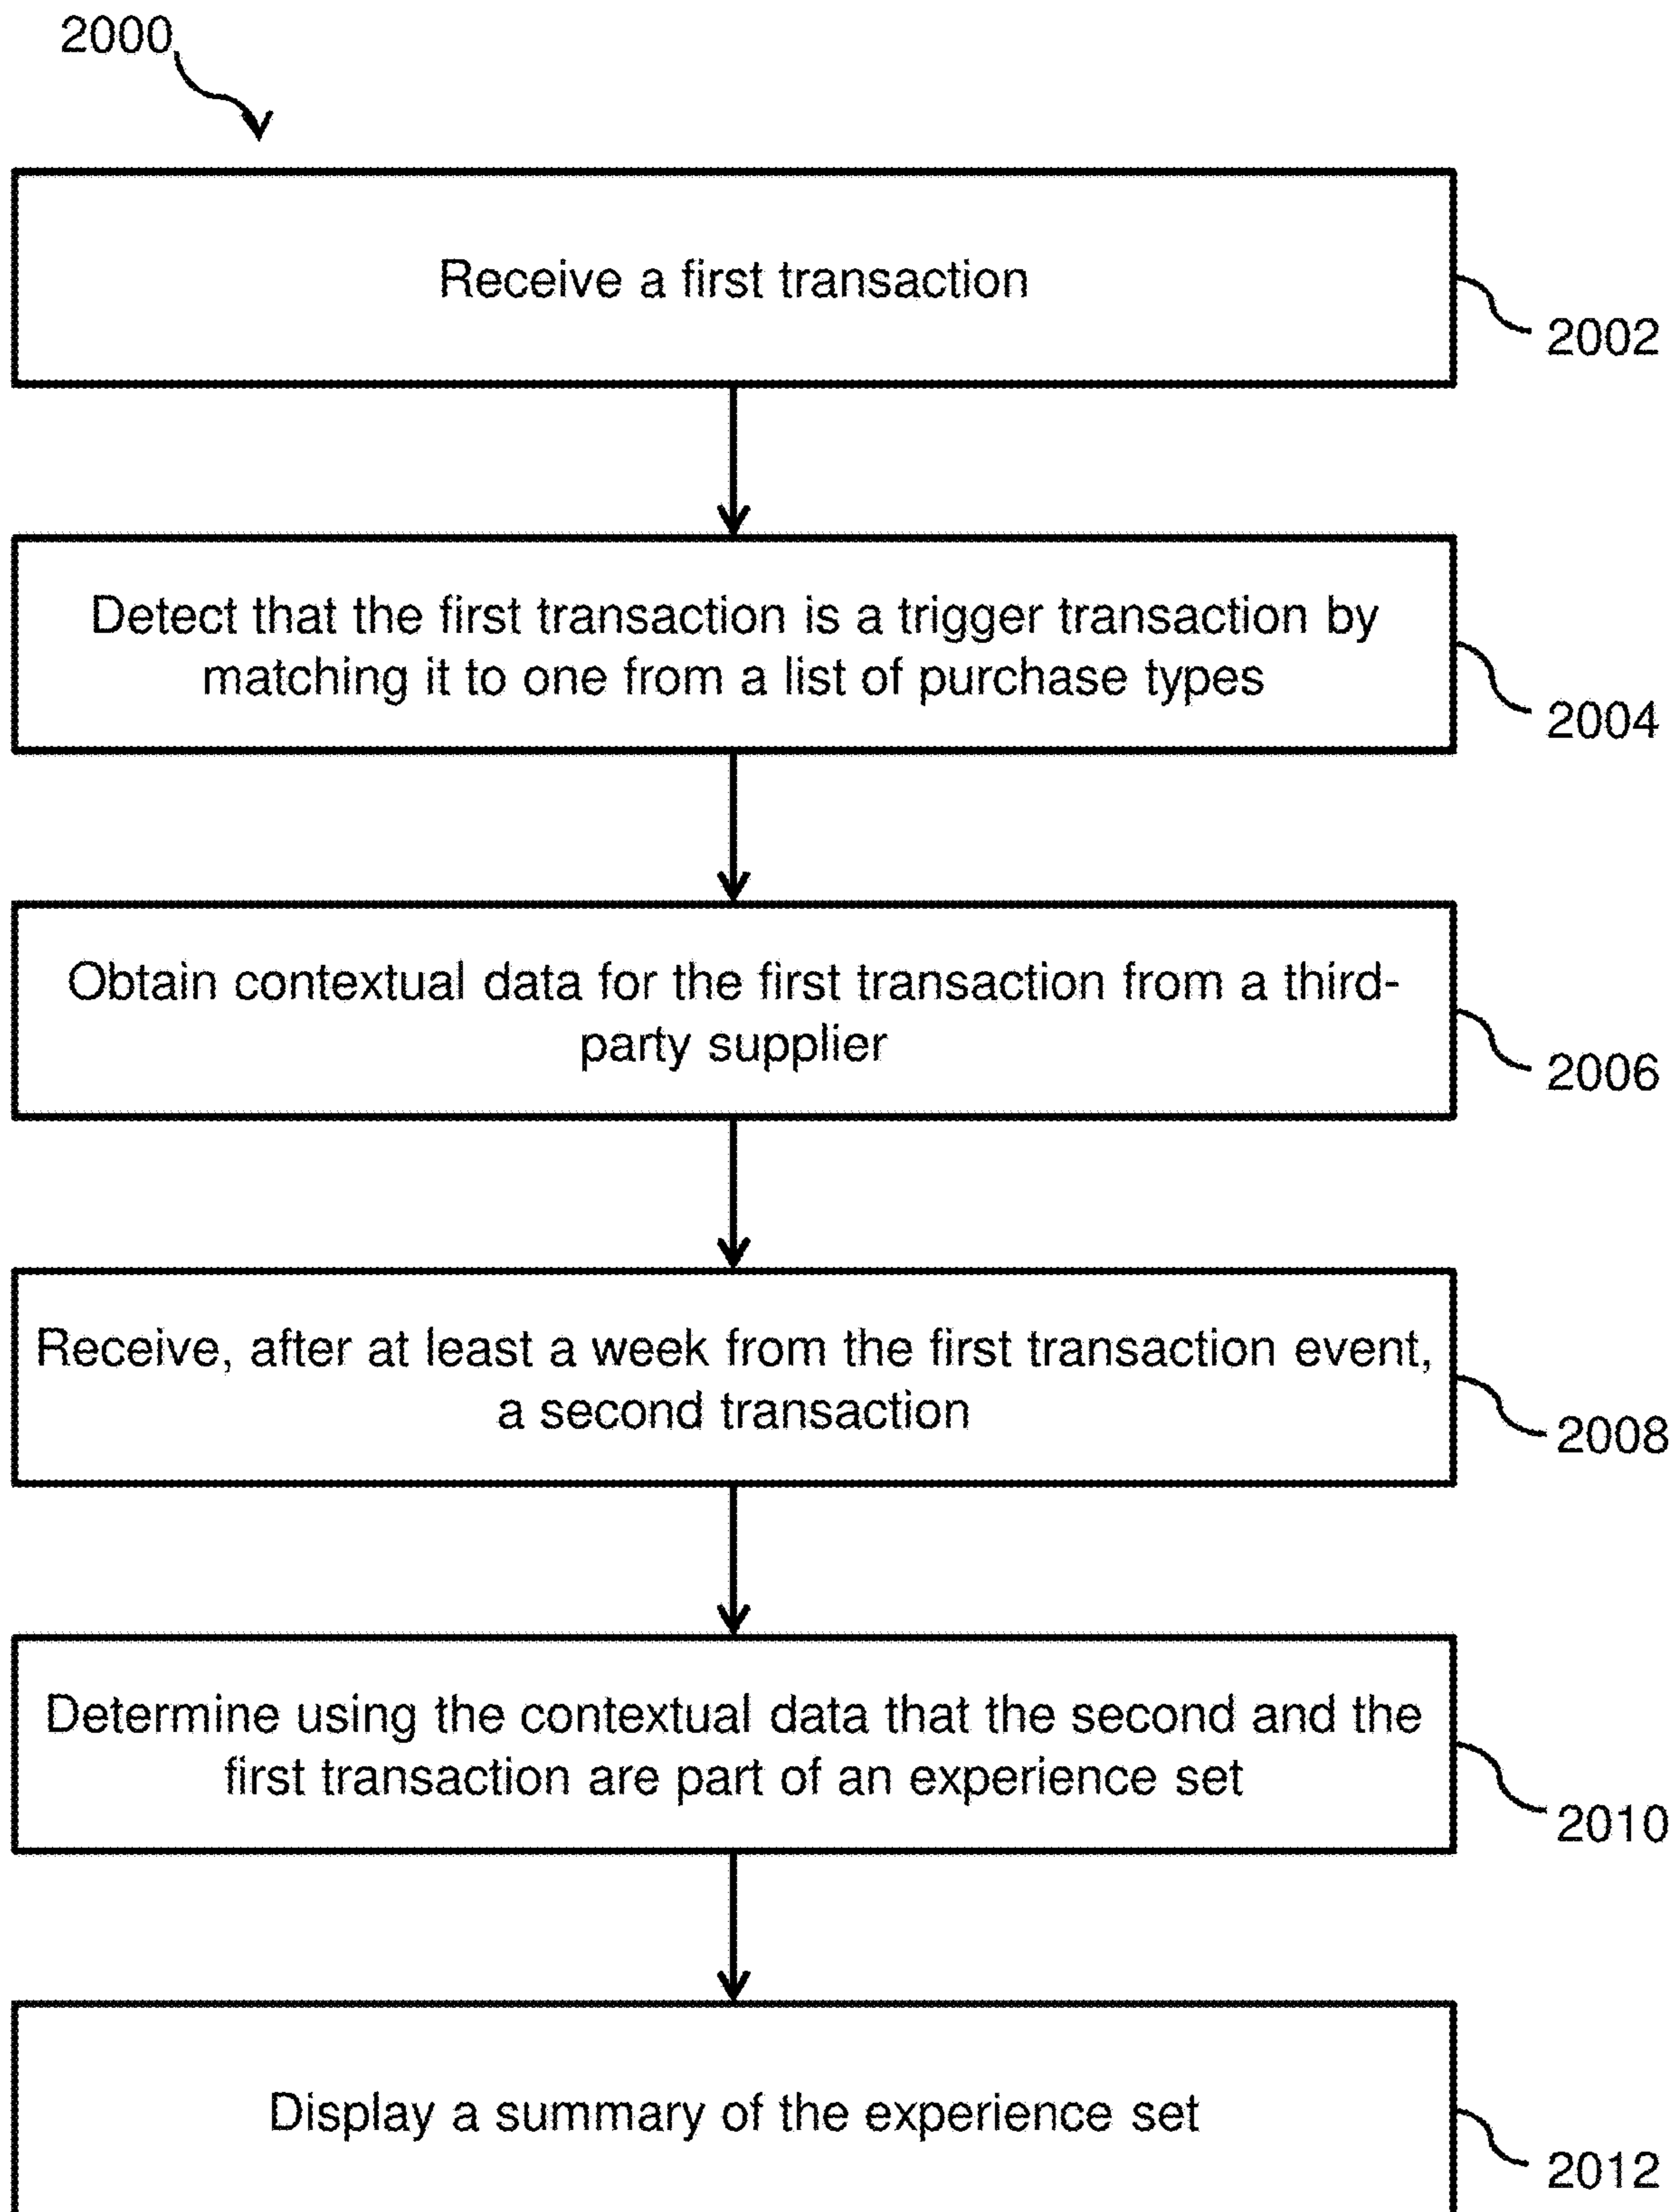 2000
Receive a first transaction
2002
Detect that the first transaction is a trigger transaction by
matching it to one from a list of purchase types
2004
Obtain contextual data for the first transaction from a third-
party supplier
2006
Receive, after at least a week from the first transaction event,
a second transaction
2008
Determine using the contextual data that the second and the
first transaction are part of an experience set
2010
Display a summary of the experience set
2012